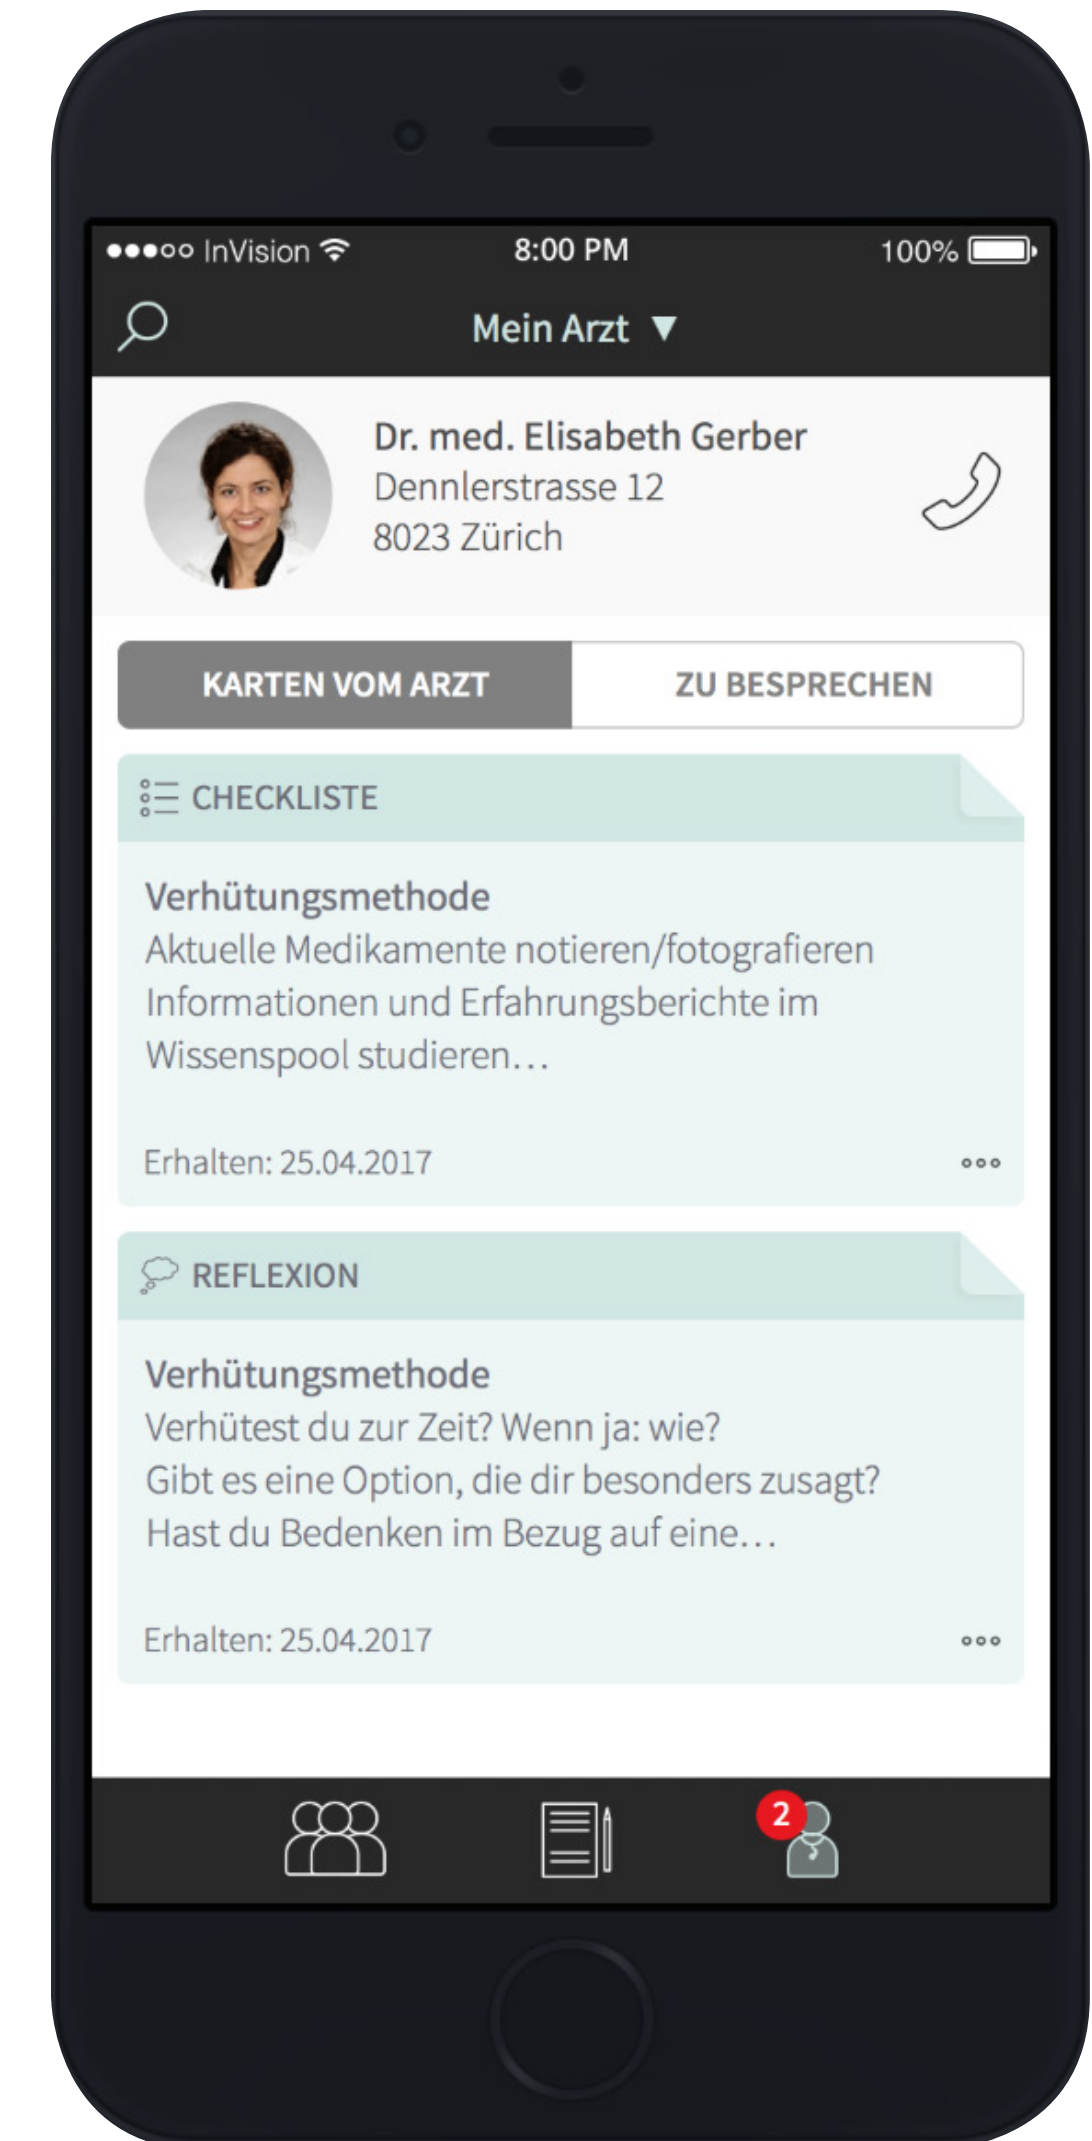 InVision
8:00 PM
100%
Mein Arzt ▼
Dr. med. Elisabeth Gerber
Dennlerstrasse 12
8023 Zürich
KARTEN VOM ARZT
ZU BESPRECHEN
CHECKLISTE
Verhütungsmethode
Aktuelle Medikamente notieren/fotografieren
Informationen und Erfahrungsberichte im
Wissenspool studieren…
Erhalten: 25.04.2017
REFLEXION
Verhütungsmethode
Verhütest du zur Zeit? Wenn ja: wie?
Gibt es eine Option, die dir besonders zusagt?
Hast du Bedenken im Bezug auf eine…
Erhalten: 25.04.2017
2